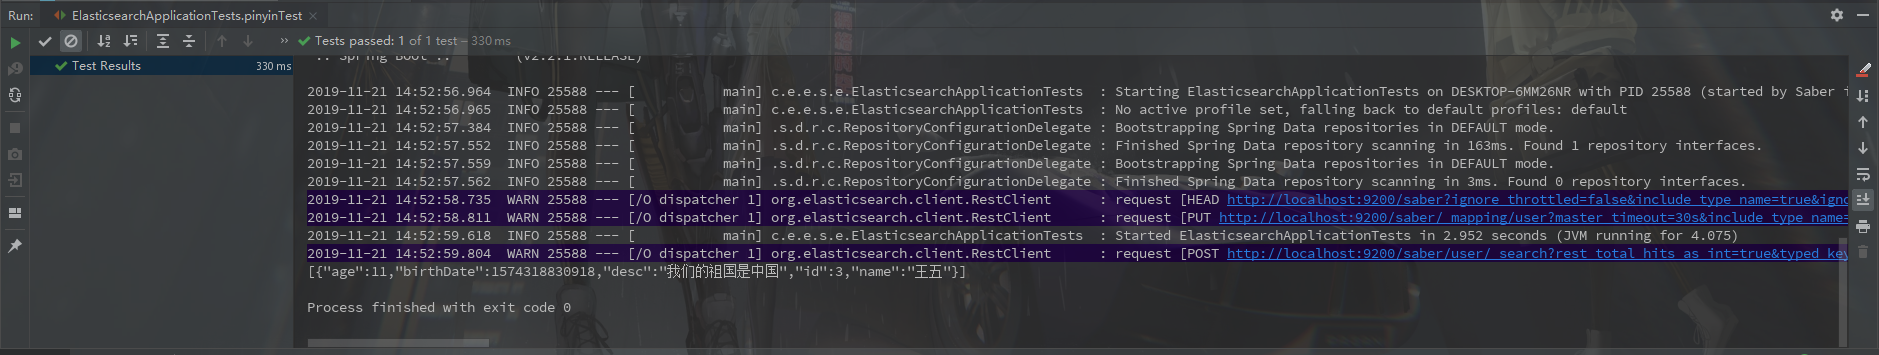 Run: ElasticsearchApplicationTests.pinyinTest
Tests passed: 1 of 1 test – 330 ms
Test Results 330 ms
:: Spring Boot :: (v2.2.1.RELEASE)
2019-11-21 14:52:56.964 INFO 25588 --- [ main] c.e.e.s.e.ElasticsearchApplicationTests : Starting ElasticsearchApplicationTests on DESKTOP-6MM26NR with PID 25588 (started by Saber i
2019-11-21 14:52:56.965 INFO 25588 --- [ main] c.e.e.s.e.ElasticsearchApplicationTests : No active profile set, falling back to default profiles: default
2019-11-21 14:52:57.384 INFO 25588 --- [ main] .s.d.r.c.RepositoryConfigurationDelegate : Bootstrapping Spring Data repositories in DEFAULT mode.
2019-11-21 14:52:57.552 INFO 25588 --- [ main] .s.d.r.c.RepositoryConfigurationDelegate : Finished Spring Data repository scanning in 163ms. Found 1 repository interfaces.
2019-11-21 14:52:57.559 INFO 25588 --- [ main] .s.d.r.c.RepositoryConfigurationDelegate : Bootstrapping Spring Data repositories in DEFAULT mode.
2019-11-21 14:52:57.562 INFO 25588 --- [ main] .s.d.r.c.RepositoryConfigurationDelegate : Finished Spring Data repository scanning in 3ms. Found 0 repository interfaces.
2019-11-21 14:52:58.735 WARN 25588 --- [/O dispatcher 1] org.elasticsearch.client.RestClient : request [HEAD http://localhost:9200/saber?ignore_throttled=false&include_type_name=true&igno
2019-11-21 14:52:58.811 WARN 25588 --- [/O dispatcher 1] org.elasticsearch.client.RestClient : request [PUT http://localhost:9200/saber/_mapping/user?master_timeout=30s&include_type_name=
2019-11-21 14:52:59.618 INFO 25588 --- [ main] c.e.e.s.e.ElasticsearchApplicationTests : Started ElasticsearchApplicationTests in 2.952 seconds (JVM running for 4.075)
2019-11-21 14:52:59.804 WARN 25588 --- [/O dispatcher 1] org.elasticsearch.client.RestClient : request [POST http://localhost:9200/saber/user/_search?rest_total_hits_as_int=true&typed_key
[{"age":11,"birthDate":1574318830918,"desc":"我们的祖国是中国","id":3,"name":"王五"}]
Process finished with exit code 0